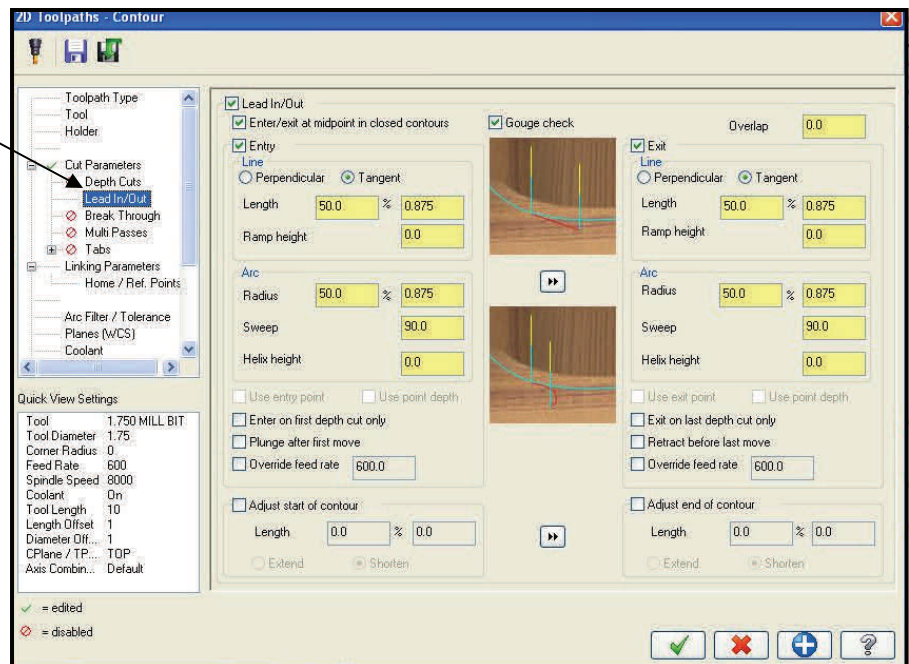 2D Toolpaths - Contour
Toolpath Type
Tool
Holder
Cut Parameters
Depth Cuts
Lead In/Out
Break Through
Multi Passes
Tabs
Linking Parameters
Home / Ref. Points
Arc Filter / Tolerance
Planes (WCS)
Coolant
Quick View Settings
Tool 1.750 MILL BIT
Tool Diameter 1.75
Corner Radius 0
Feed Rate 600
Spindle Speed 8000
Coolant On
Tool Length 10
Length Offset 1
Diameter Off... 1
CPlane / TP... TOP
Axis Combin... Default
= edited
= disabled
Lead In/Out
Enter/exit at midpoint in closed contours
Gouge check
Overlap 0.0
Entry
Line
Perpendicular Tangent
Length 50.0 % 0.875
Ramp height 0.0
Arc
Radius 50.0 % 0.875
Sweep 90.0
Helix height 0.0
Use entry point Use point depth
Enter on first depth cut only
Plunge after first move
Override feed rate 600.0
Adjust start of contour
Length 0.0 % 0.0
Extend Shorten
Exit
Line
Perpendicular Tangent
Length 50.0 % 0.875
Ramp height 0.0
Arc
Radius 50.0 % 0.875
Sweep 90.0
Helix height 0.0
Use exit point Use point depth
Exit on last depth cut only
Retract before last move
Override feed rate 600.0
Adjust end of contour
Length 0.0 % 0.0
Extend Shorten